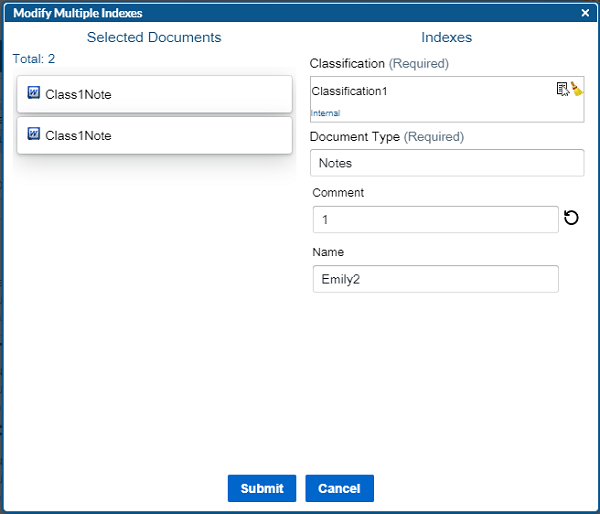 Modify Multiple Indexes ×
Selected Documents
Total: 2
Class1Note
Class1Note
Indexes
Classification (Required)
Classification1
Internal
Document Type (Required)
Notes
Comment
1
Name
Emily2
Submit
Cancel